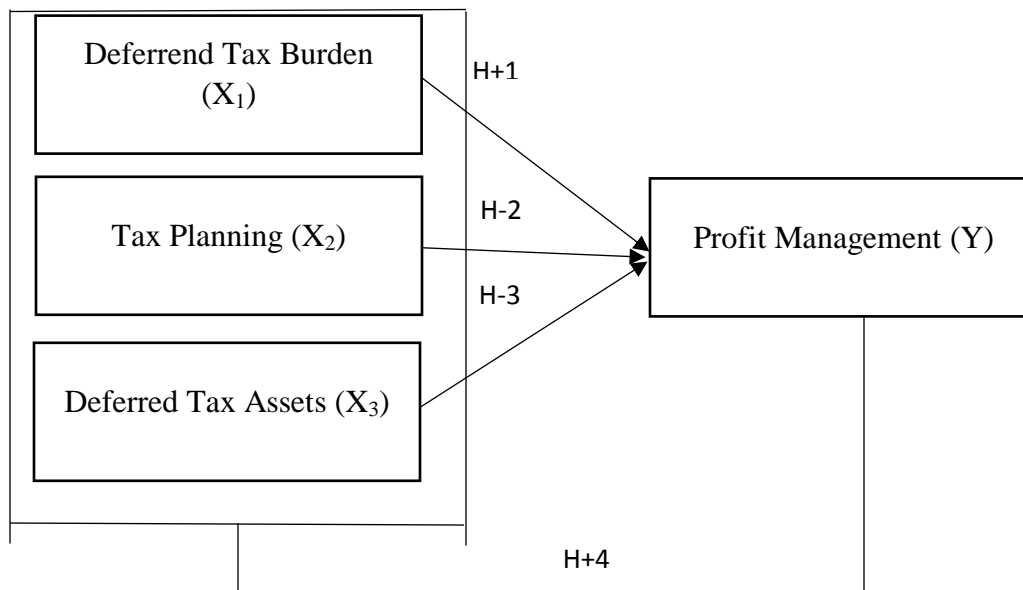 Deferrend Tax Burden
(X₁)
H+1
Tax Planning (X₂)
H-2
Profit Management (Y)
H-3
Deferred Tax Assets (X₃)
H+4